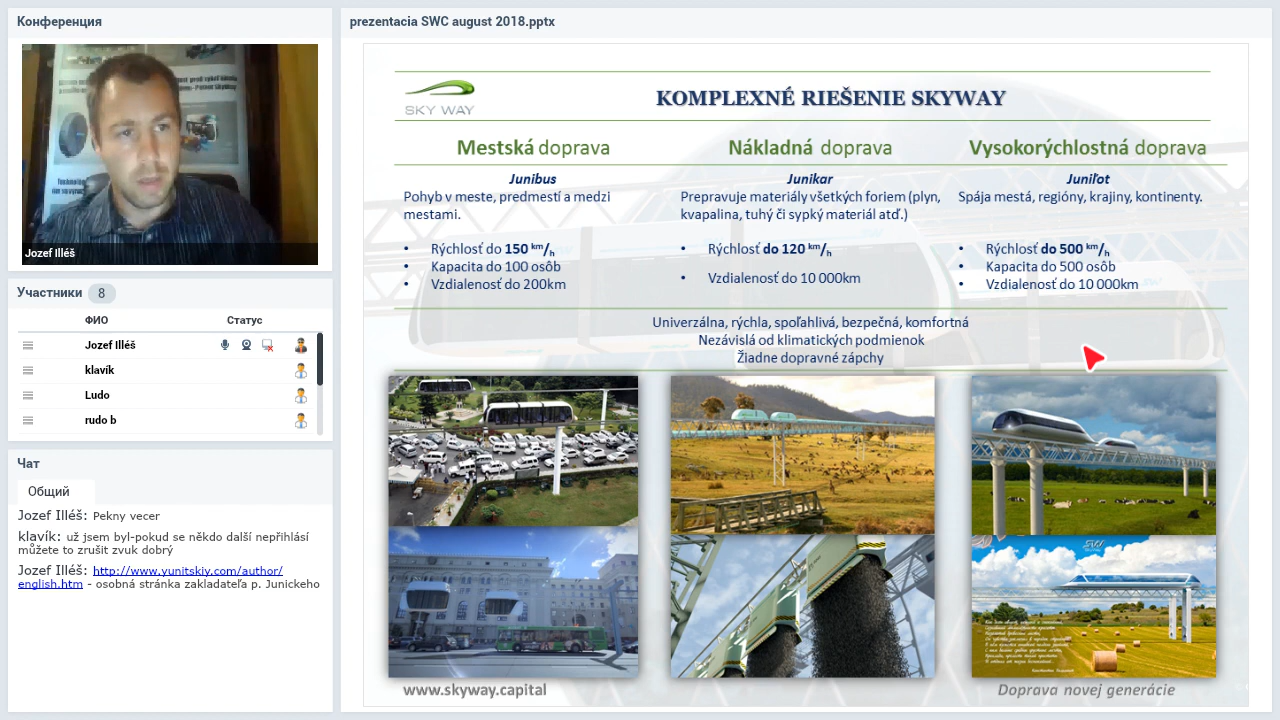 Конференция
Jozef Illéš
Участники 8
ФИО Статус
Jozef Illéš
klavík
Ludo
rudo b
Чат
Общий
Jozef Illéš: Pekny vecer
klavík: už jsem byl-pokud se někdo další nepřihlásí
můžete to zrušit zvuk dobrý
Jozef Illéš: http://www.yunitskiy.com/author/
english.htm - osobná stránka zakladateľa p. Junickeho
prezentacia SWC august 2018.pptx
SKY WAY
KOMPLEXNÉ RIEŠENIE SKYWAY
Mestská doprava
Junibus
Pohyb v meste, predmestí a medzi
mestami.
• Rýchlosť do 150 km/h
• Kapacita do 100 osôb
• Vzdialenosť do 200km
Nákladná doprava
Junikar
Prepravuje materiály všetkých foriem (plyn,
kvapalina, tuhý či sypký materiál atď.)
• Rýchlosť do 120 km/h
• Vzdialenosť do 10 000km
Vysokorýchlostná doprava
Juniľot
Spája mestá, regióny, krajiny, kontinenty.
• Rýchlosť do 500 km/h
• Kapacita do 500 osôb
• Vzdialenosť do 10 000km
Univerzálna, rýchla, spoľahlivá, bezpečná, komfortná
Nezávislá od klimatických podmienok
Žiadne dopravné zápchy
www.skyway.capital
Doprava novej generácie